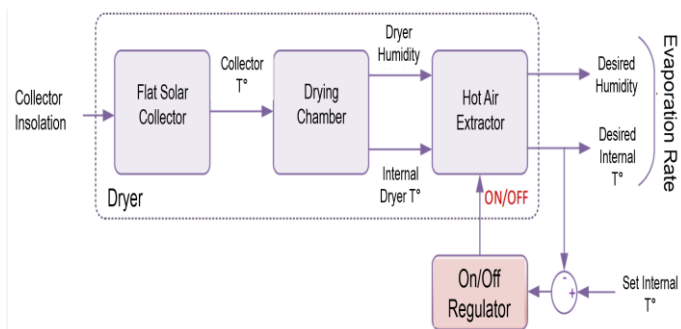 Collector
Insolation
Flat Solar
Collector
Collector
T°
Drying
Chamber
Dryer
Humidity
Internal
Dryer T°
Hot Air
Extractor
Desired
Humidity
Desired
Internal
T°
Evaporation Rate
Dryer
ON/OFF
On/Off
Regulator
-
+
Set Internal
T°